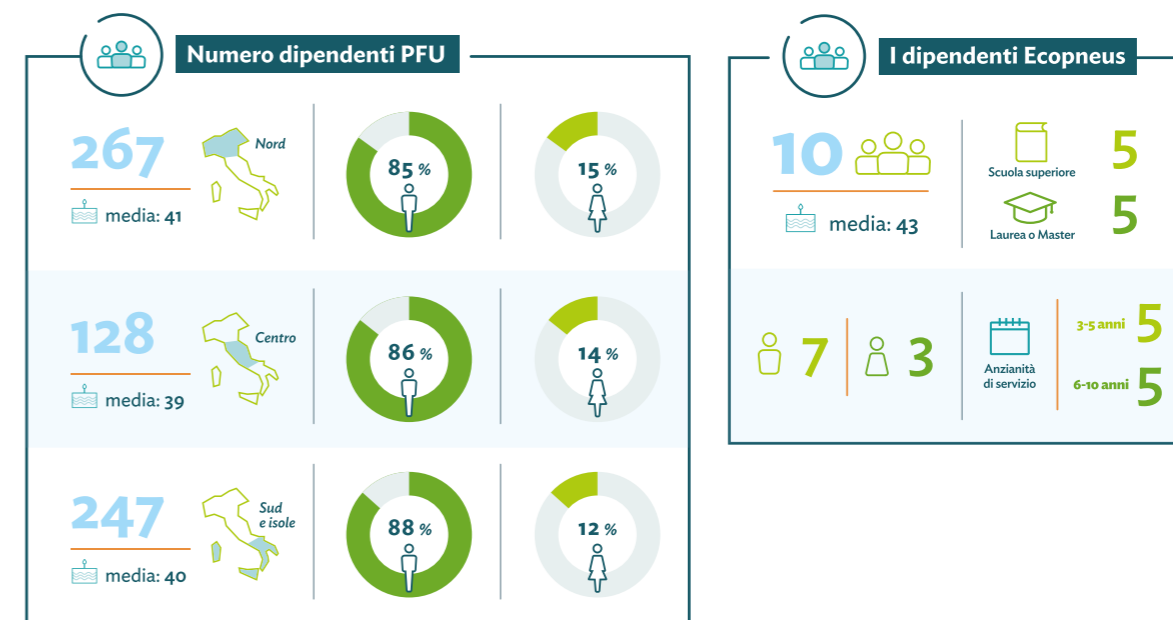 Numero dipendenti PFU
267
Nord
media: 41
85 %
15 %
128
Centro
media: 39
86 %
14 %
247
Sud
e isole
media: 40
88 %
12 %
I dipendenti Ecopneus
10
media: 43
Scuola superiore
5
Laurea o Master
5
7
3
Anzianità
di servizio
3-5 anni 5
6-10 anni 5